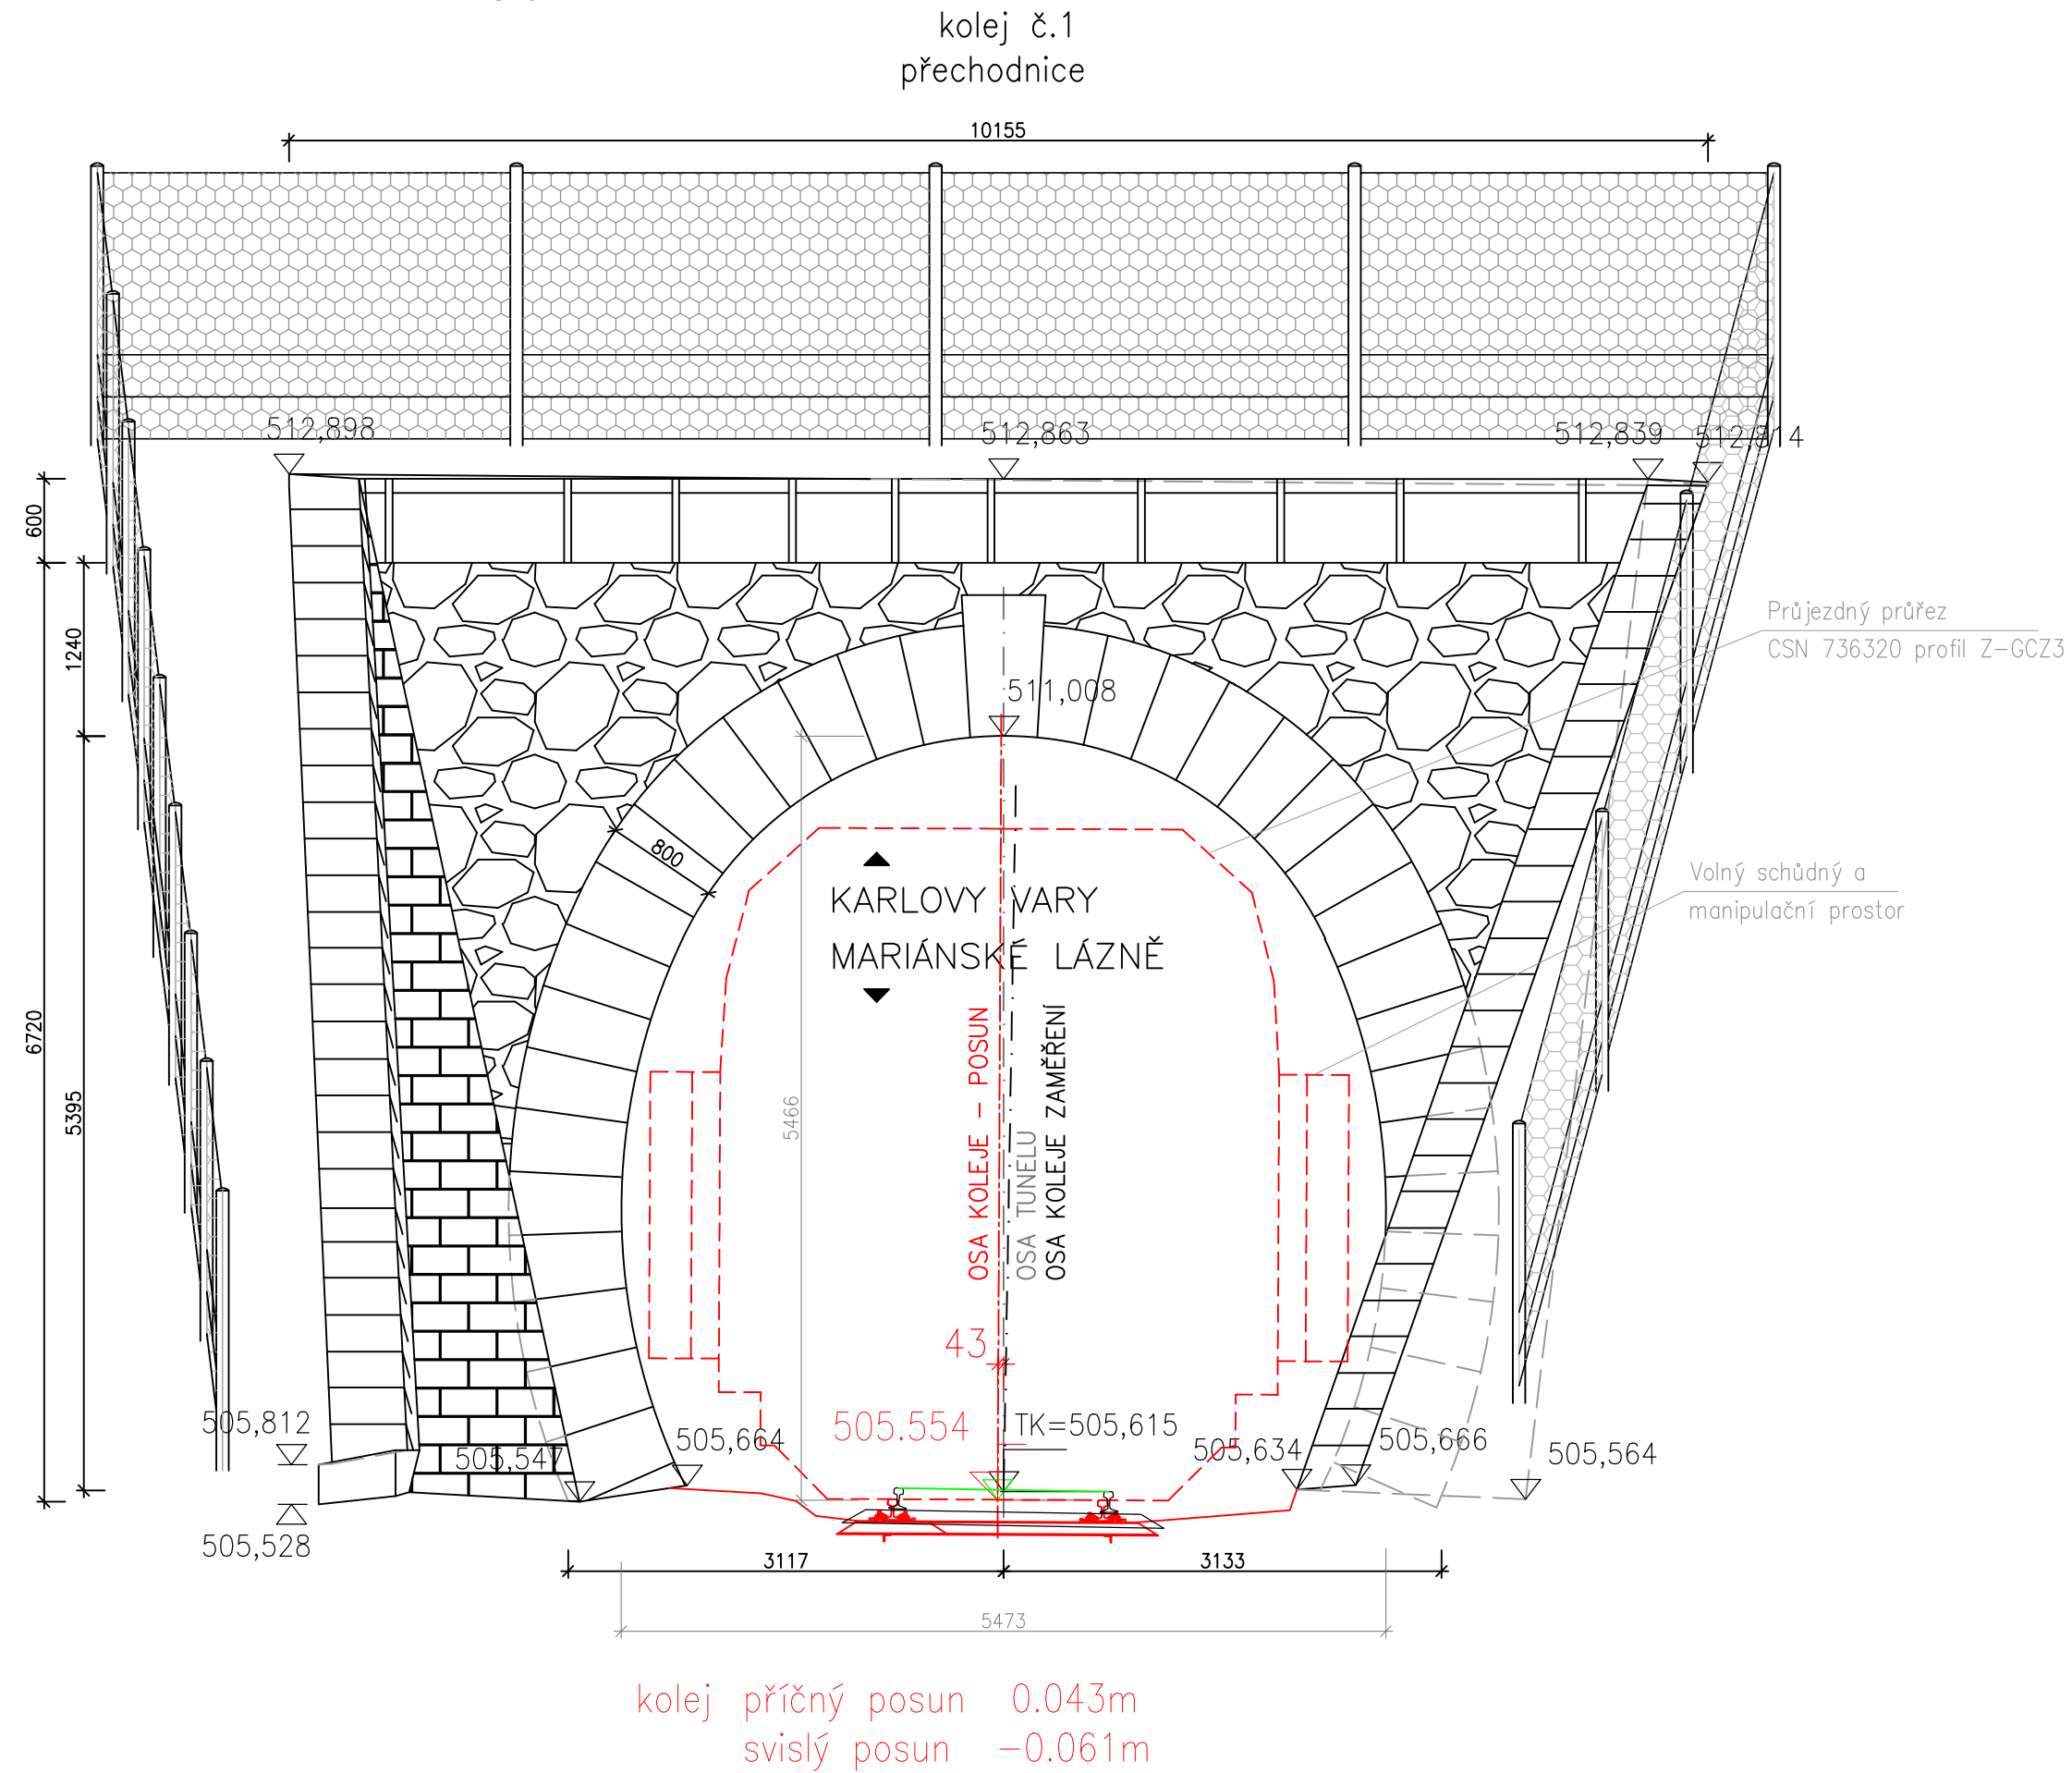 kolej č.1
přechodnice
10155
512,898
512,863
512,839
512,814
600
1240
6720
5395
Průjezdný průřez
CSN 736320 profil Z-GCZ3
511,008
800
Volný schůdný a
manipulační prostor
KARLOVY VARY
MARIÁNSKÉ LÁZNĚ
5466
OSA KOLEJE - POSUN
OSA TUNELU
OSA KOLEJE ZAMĚŘENÍ
43
505.554
TK=505,615
505,812
505,547
505,664
505,634
505,666
505,564
505,528
3117
3133
5473
kolej příčný posun 0.043m
svislý posun -0.061m